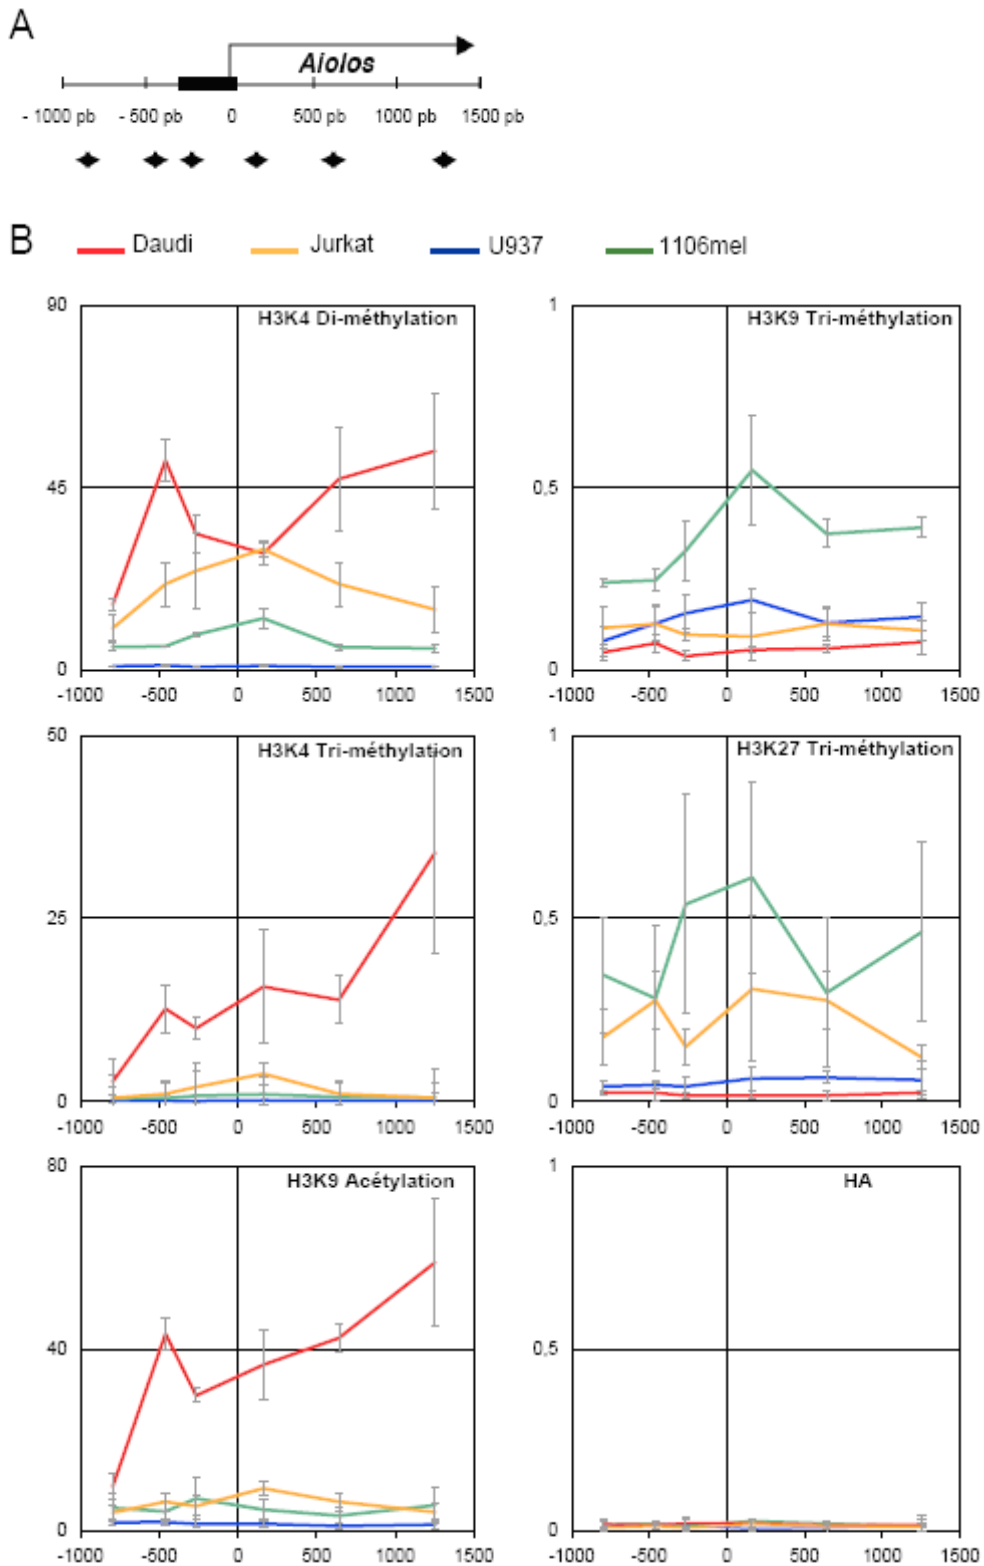 A
Aiolos
- 1000 pb - 500 pb 0 500 pb 1000 pb 1500 pb
B Daudi Jurkat U937 1106mel
90 H3K4 Di-méthylation
45
0
-1000 -500 0 500 1000 1500
1 H3K9 Tri-méthylation
0,5
0
-1000 -500 0 500 1000 1500
50 H3K4 Tri-méthylation
25
0
-1000 -500 0 500 1000 1500
1 H3K27 Tri-méthylation
0,5
0
-1000 -500 0 500 1000 1500
80 H3K9 Acétylation
40
0
-1000 -500 0 500 1000 1500
1 HA
0,5
0
-1000 -500 0 500 1000 1500